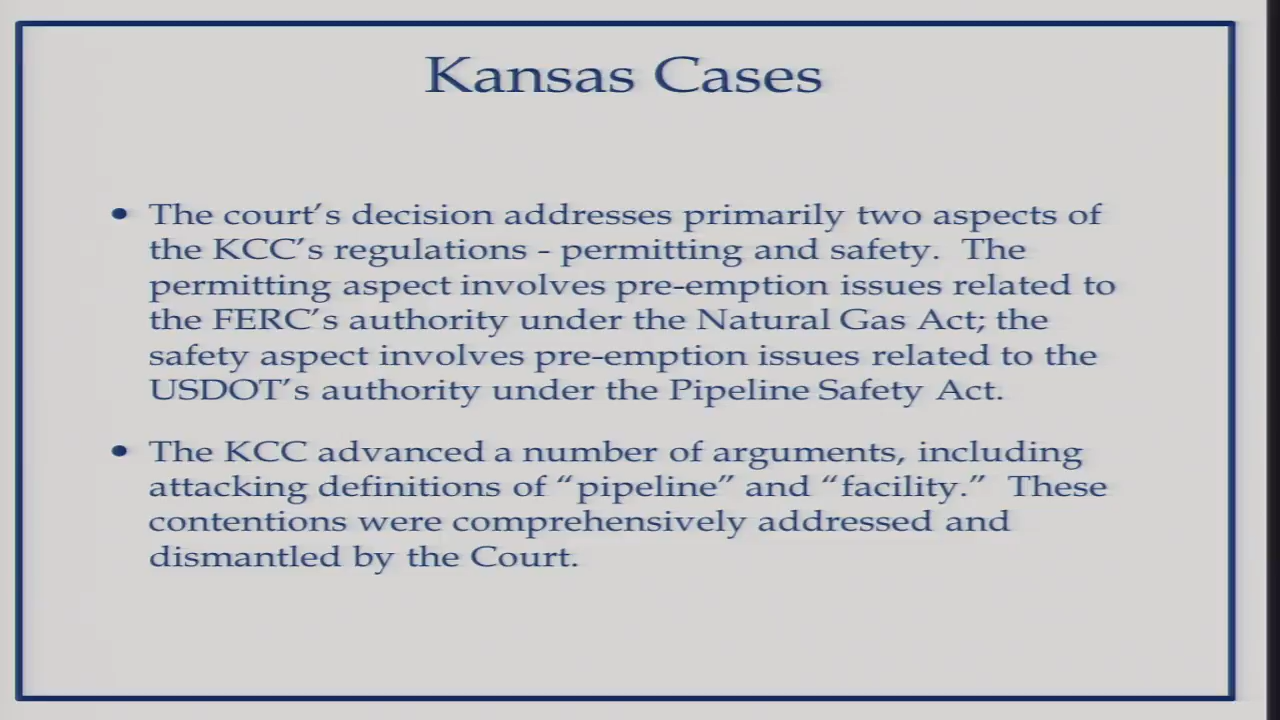 Kansas Cases
• The court’s decision addresses primarily two aspects of
the KCC’s regulations - permitting and safety.  The
permitting aspect involves pre-emption issues related to
the FERC’s authority under the Natural Gas Act; the
safety aspect involves pre-emption issues related to the
USDOT’s authority under the Pipeline Safety Act.
• The KCC advanced a number of arguments, including
attacking definitions of “pipeline” and “facility.”  These
contentions were comprehensively addressed and
dismantled by the Court.